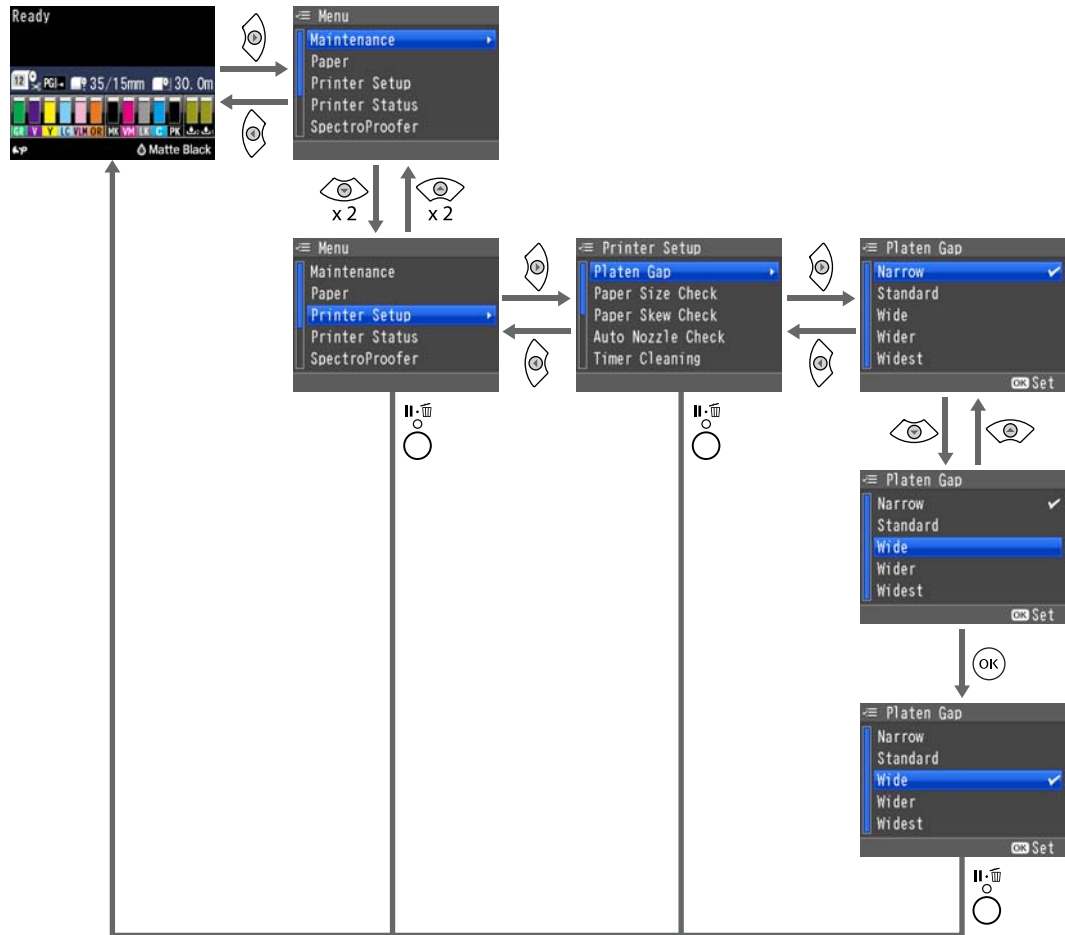 Ready
12 PGI 35/15mm 30.0m
GR V Y LC VLM OR MK VM LK C PK
Matte Black
Menu
Maintenance
Paper
Printer Setup
Printer Status
SpectroProofer
x 2
x 2
Menu
Maintenance
Paper
Printer Setup
Printer Status
SpectroProofer
Printer Setup
Platen Gap
Paper Size Check
Paper Skew Check
Auto Nozzle Check
Timer Cleaning
Platen Gap
Narrow
Standard
Wide
Wider
Widest
OK Set
Platen Gap
Narrow
Standard
Wide
Wider
Widest
OK Set
OK
Platen Gap
Narrow
Standard
Wide
Wider
Widest
OK Set